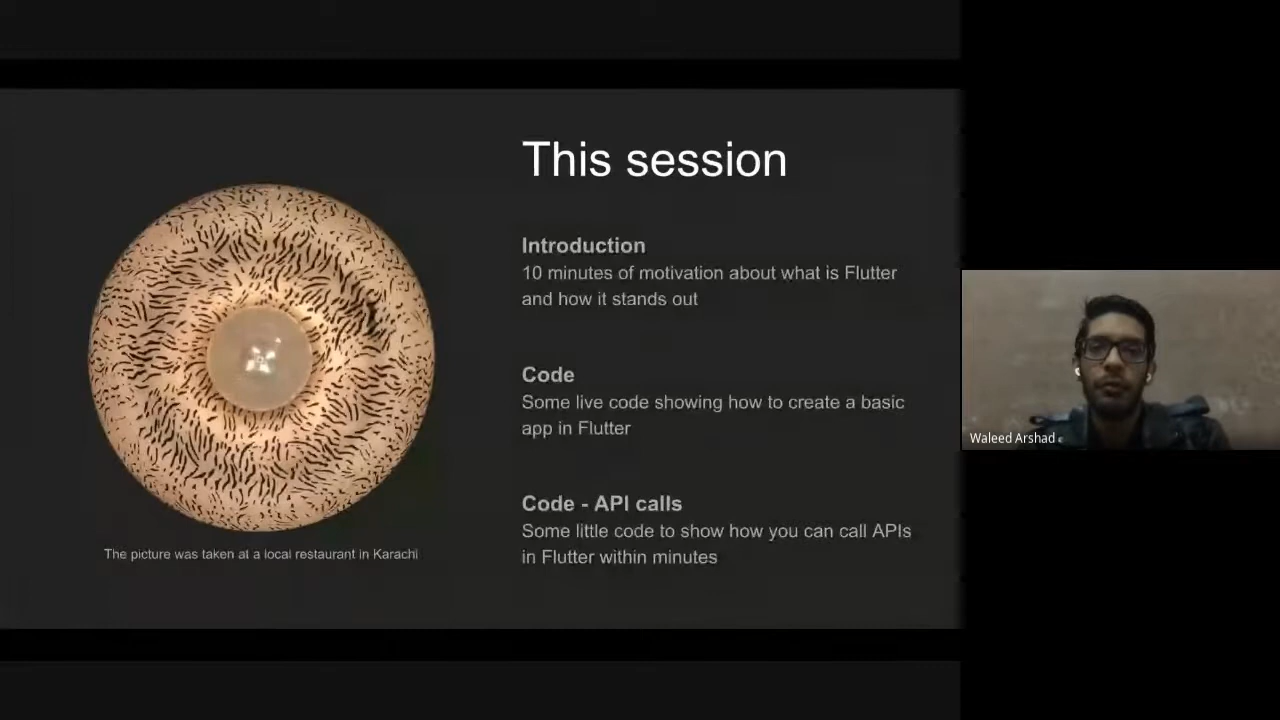 This session
Introduction
10 minutes of motivation about what is Flutter
and how it stands out
Code
Some live code showing how to create a basic
app in Flutter
Code - API calls
Some little code to show how you can call APIs
in Flutter within minutes
The picture was taken at a local restaurant in Karachi
Waleed Arshad